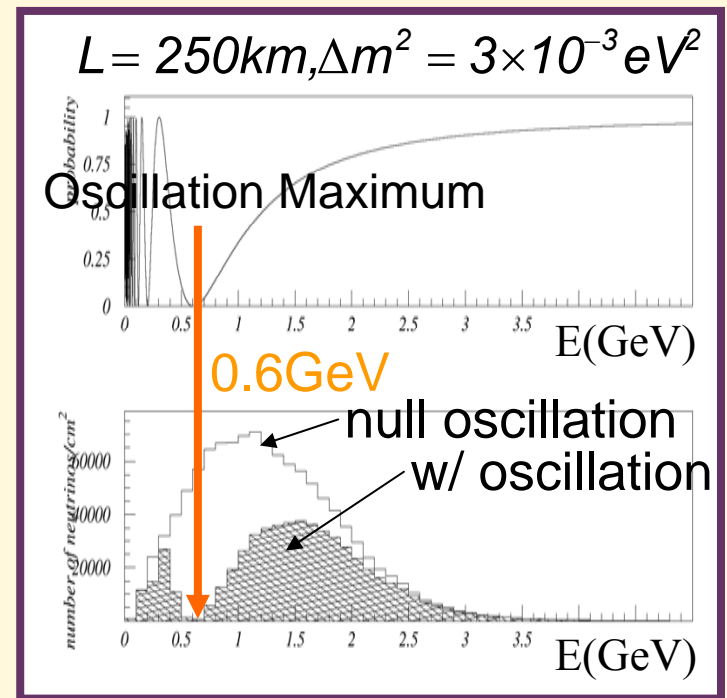 L= 250km,Δm² = 3×10⁻³ eV²
probability
1
0.75
Oscillation Maximum
0.5
0.25
0
0 0.5 1 1.5 2 2.5 3 3.5 E(GeV)
0.6GeV
number of neutrinos/cm²
null oscillation
60000
w/ oscillation
40000
20000
0 0.5 1 1.5 2 2.5 3 3.5 E(GeV)